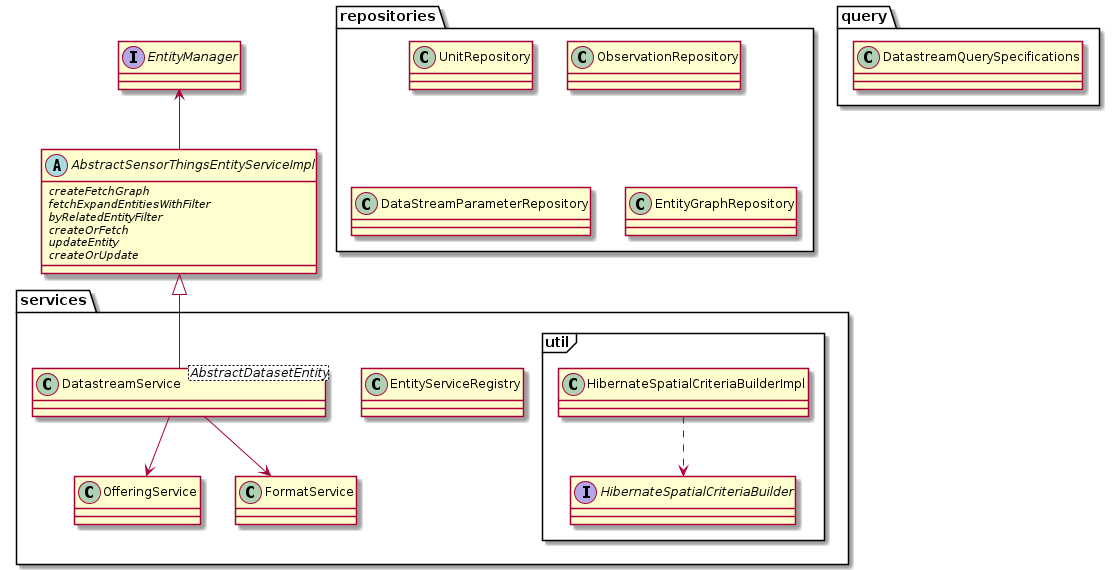 repositories
query
I EntityManager
C UnitRepository
C ObservationRepository
C DatastreamQuerySpecifications
A AbstractSensorThingsEntityServiceImpl
createFetchGraph
fetchExpandEntitiesWithFilter
byRelatedEntityFilter
createOrFetch
updateEntity
createOrUpdate
C DataStreamParameterRepository
C EntityGraphRepository
services
util
C DatastreamService
AbstractDatasetEntity
C EntityServiceRegistry
C HibernateSpatialCriteriaBuilderImpl
C OfferingService
C FormatService
I HibernateSpatialCriteriaBuilder